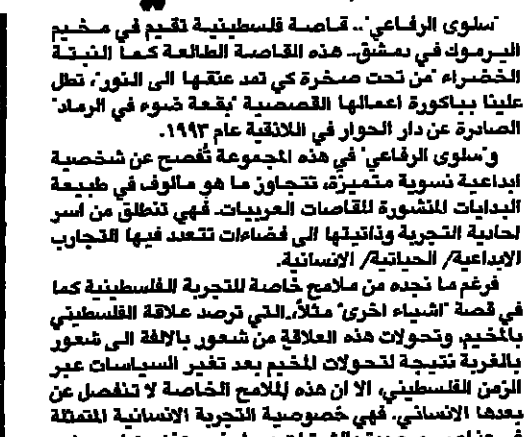 "سلوى الرفاعي".. قاصة فلسطينية تقيم في مخيم
اليرموك في دمشق.. هذه القاصة الطالعة كما النبتة
الخضراء "من تحت صخرة كي تمد عنقها الى النور"، تطل
علينا بباكورة اعمالها القصصية "بقعة ضوء في الرماد"
الصادرة عن دار الحوار في اللاذقية عام ١٩٩٣.
و"سلوى الرفاعي" في هذه المجموعة تُفصح عن شخصية
ابداعية نسوية متميزة، تتجاوز ما هو مألوف في طبيعة
البدايات المنشورة للقاصات العربيات. فهي تنطلق من اسر
احادية التجربة وذاتيتها الى فضاءات تتعدد فيها التجارب
الابداعية/ الحياتية/ الانسانية.
فرغم ما نجده من ملامح خاصة للتجربة الفلسطينية كما
في قصة "اشياء اخرى" مثلاً، التي ترصد علاقة الفلسطيني
بالمخيم. وتحولات هذه العلاقة من شعور بالالفة الى شعور
بالغربة نتيجة لتحولات المخيم بعد تغير السياسات عبر
الزمن الفلسطيني، الا ان هذه الملامح الخاصة لا تنفصل عن
بعدها الانساني. فهي خصوصية التجربة الانسانية المتمثلة